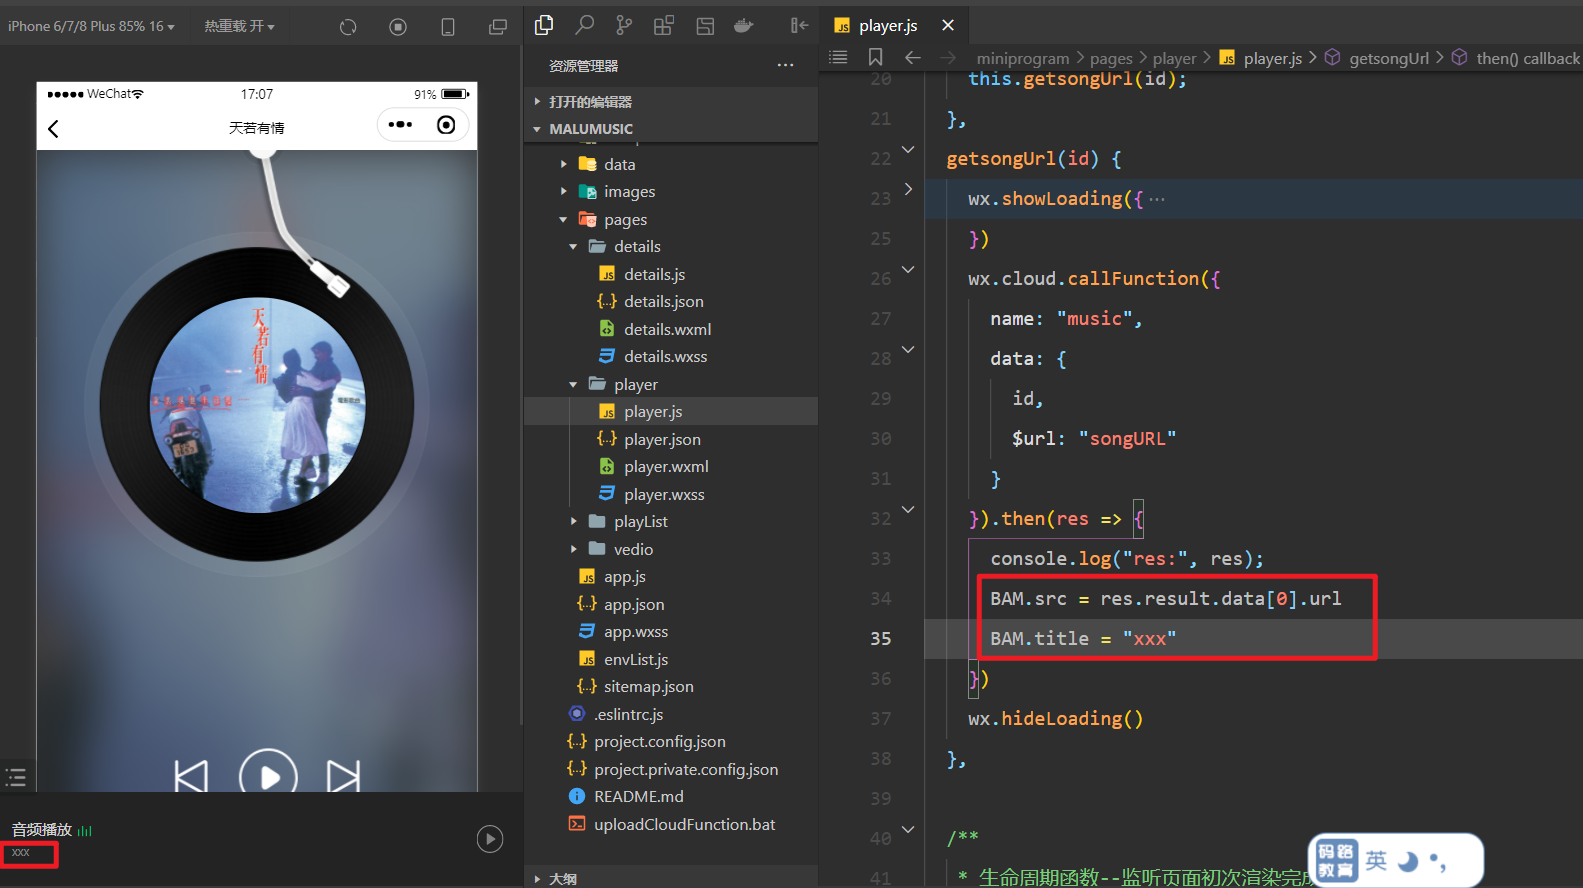 iPhone 6/7/8 Plus 85% 16
热重载 开
WeChat
17:07
91%
天若有情
天若有情
音频播放
xxx
资源管理器
打开的编辑器
MALUMUSIC
data
images
pages
details
details.js
details.json
details.wxml
details.wxss
player
player.js
player.json
player.wxml
player.wxss
playList
vedio
app.js
app.json
app.wxss
envList.js
sitemap.json
.eslintrc.js
project.config.json
project.private.config.json
README.md
uploadCloudFunction.bat
大纲
player.js
miniprogram > pages > player > player.js > getsongUrl > then() callback
20 this.getsongUrl(id);
21 },
22 getsongUrl(id) {
23 wx.showLoading({ ···
25 })
26 wx.cloud.callFunction({
27 name: "music",
28 data: {
29 id,
30 $url: "songURL"
31 }
32 }).then(res => {
33 console.log("res:", res);
34 BAM.src = res.result.data[0].url
35 BAM.title = "xxx"
36 })
37 wx.hideLoading()
38 },
39
40 /**
41 * 生命周期函数--监听页面初次渲染完成
码路教育
英